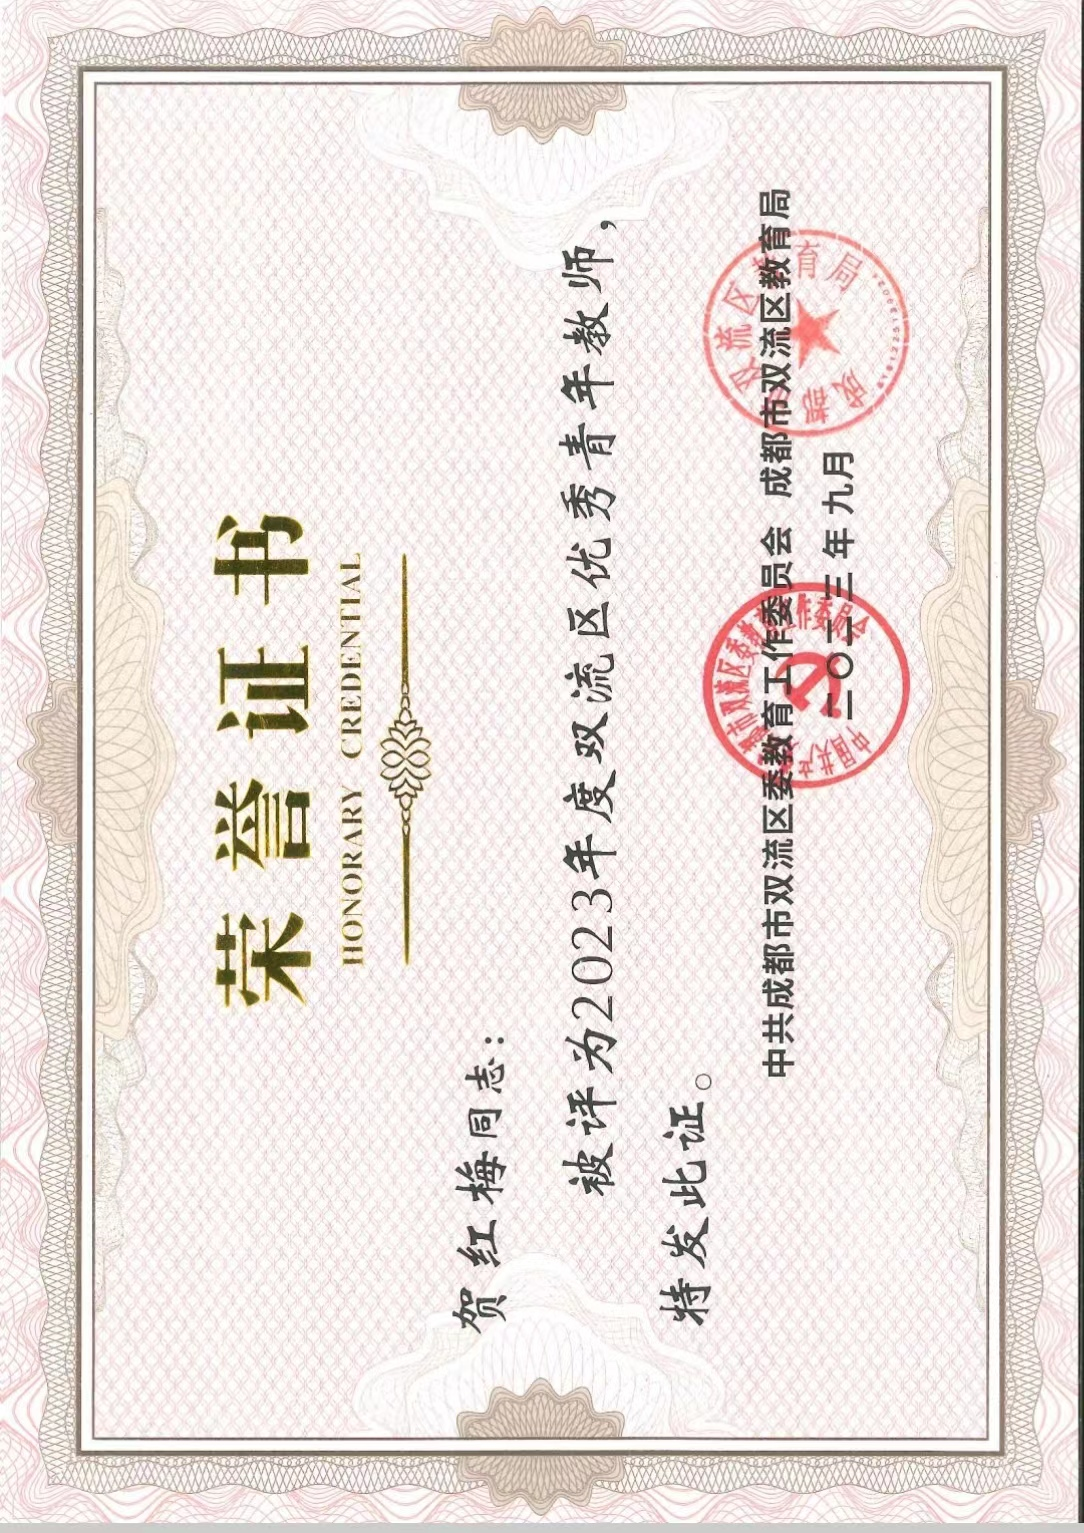 荣誉证书
HONORARY CREDENTIAL
贺红梅同志：
被评为2023年度双流区优秀青年教师，
特发此证。
中共成都市双流区委教育工作委员会 成都市双流区教育局
二〇二三年九月